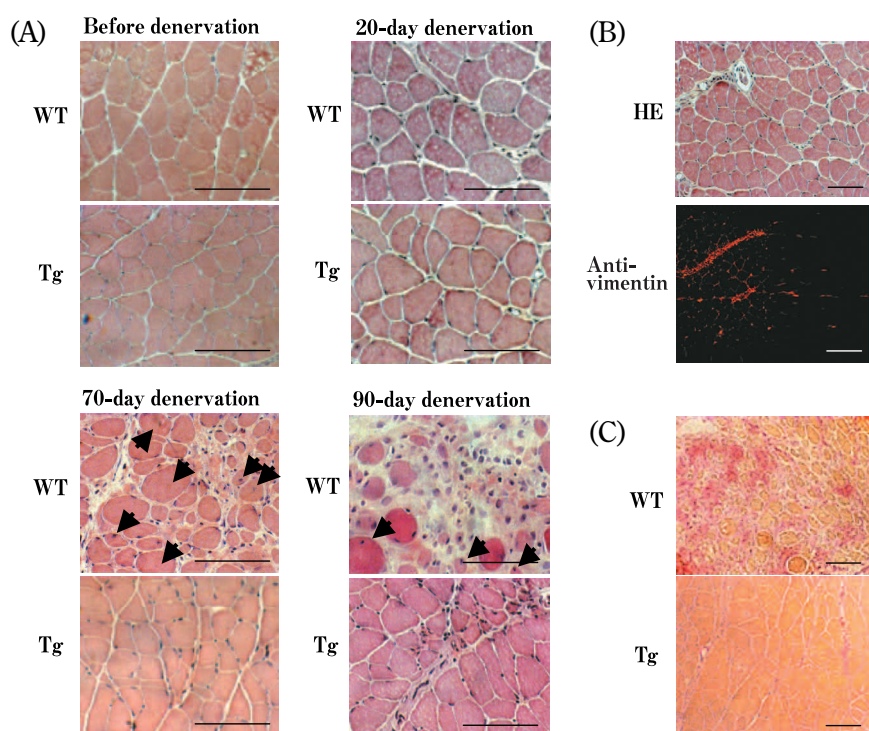 (A)
Before denervation
20-day denervation
WT
WT
Tg
Tg
70-day denervation
90-day denervation
WT
WT
Tg
Tg
(B)
HE
Anti-
vimentin
(C)
WT
Tg